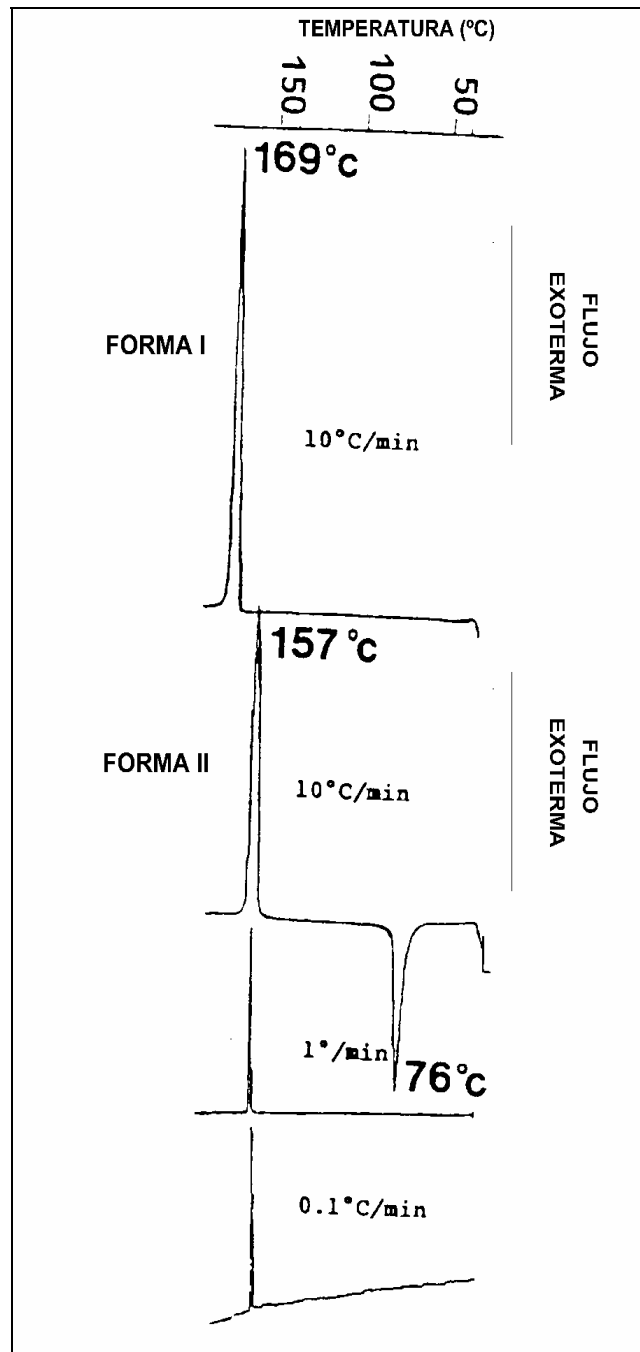 TEMPERATURA (ºC)
150
100
50
169°c
FORMA I
FLUJO
EXOTERMA
10°C/min
157 °c
FORMA II
FLUJO
EXOTERMA
10°C/min
1°/min
76°c
0.1°C/min